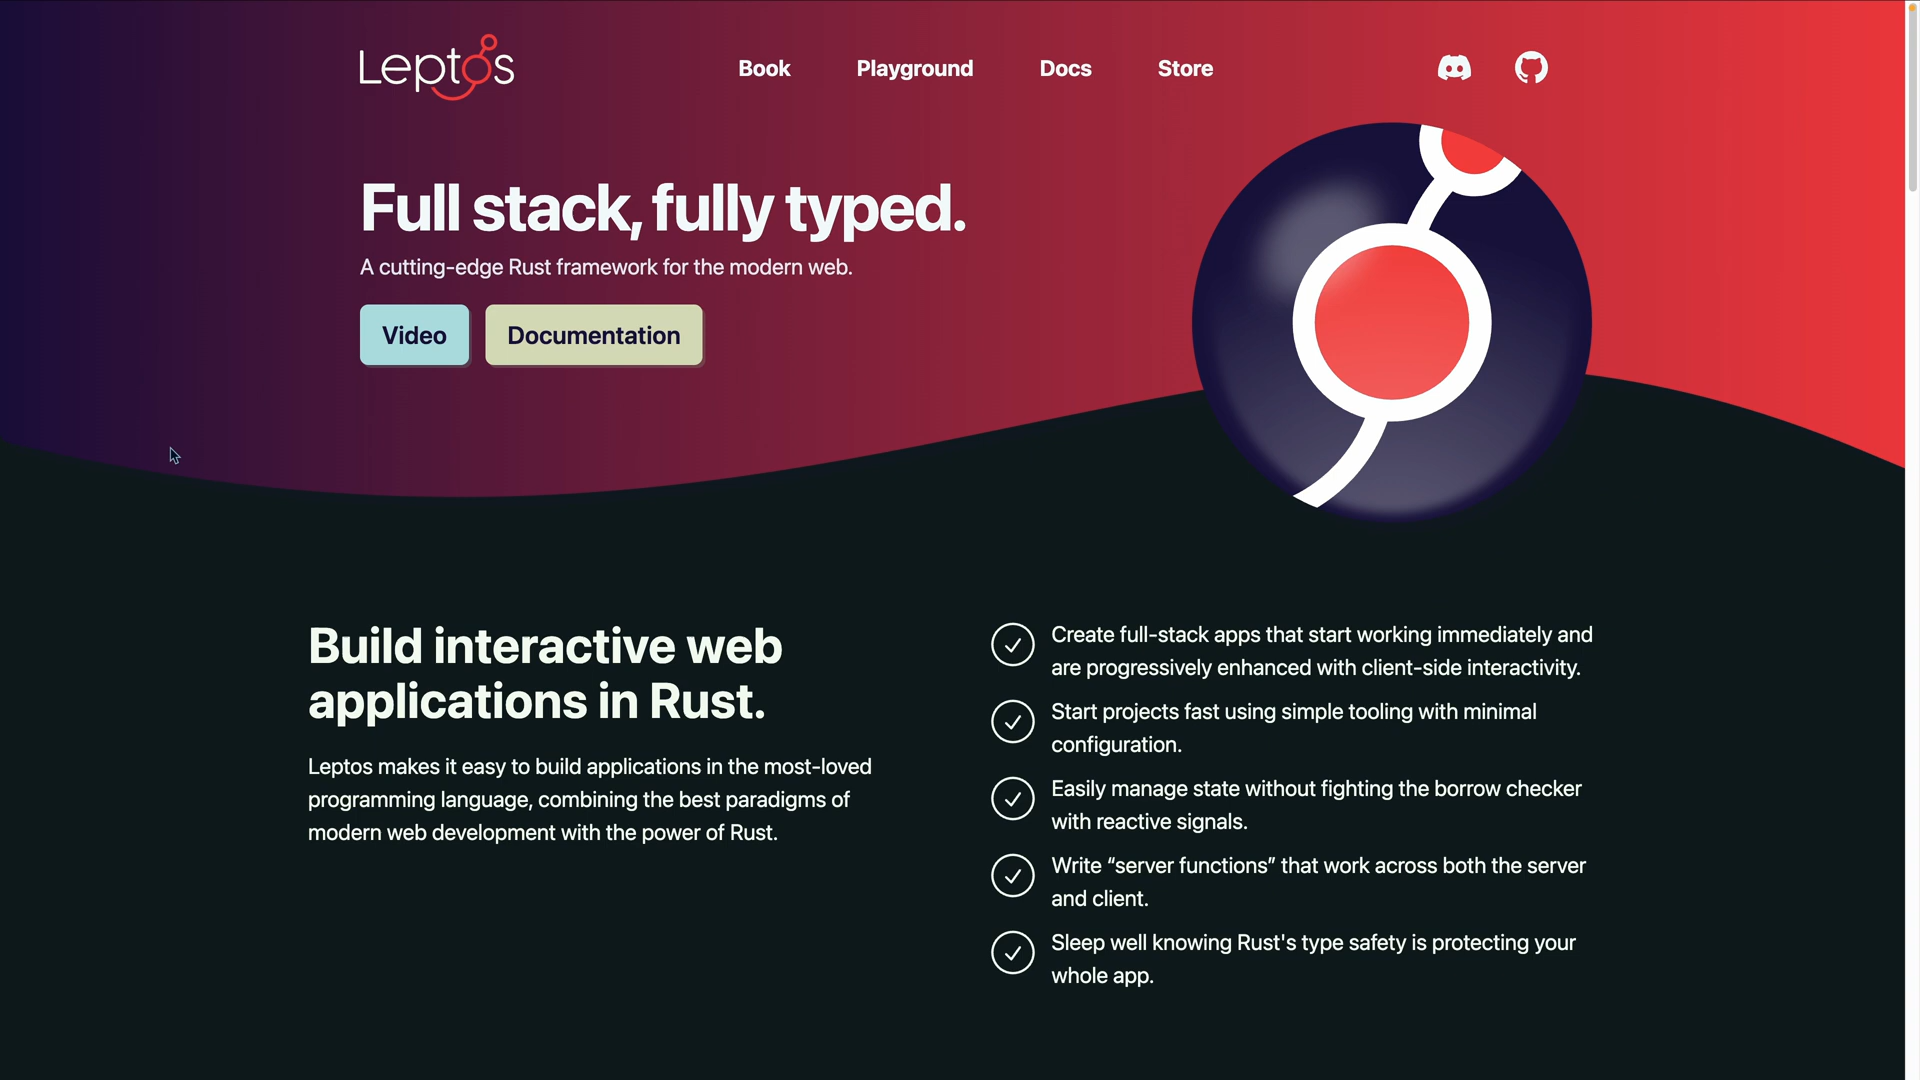 Leptos
Book
Playground
Docs
Store
Full stack, fully typed.
A cutting-edge Rust framework for the modern web.
Video
Documentation
Build interactive web
applications in Rust.
Leptos makes it easy to build applications in the most-loved
programming language, combining the best paradigms of
modern web development with the power of Rust.
Create full-stack apps that start working immediately and
are progressively enhanced with client-side interactivity.
Start projects fast using simple tooling with minimal
configuration.
Easily manage state without fighting the borrow checker
with reactive signals.
Write “server functions” that work across both the server
and client.
Sleep well knowing Rust's type safety is protecting your
whole app.